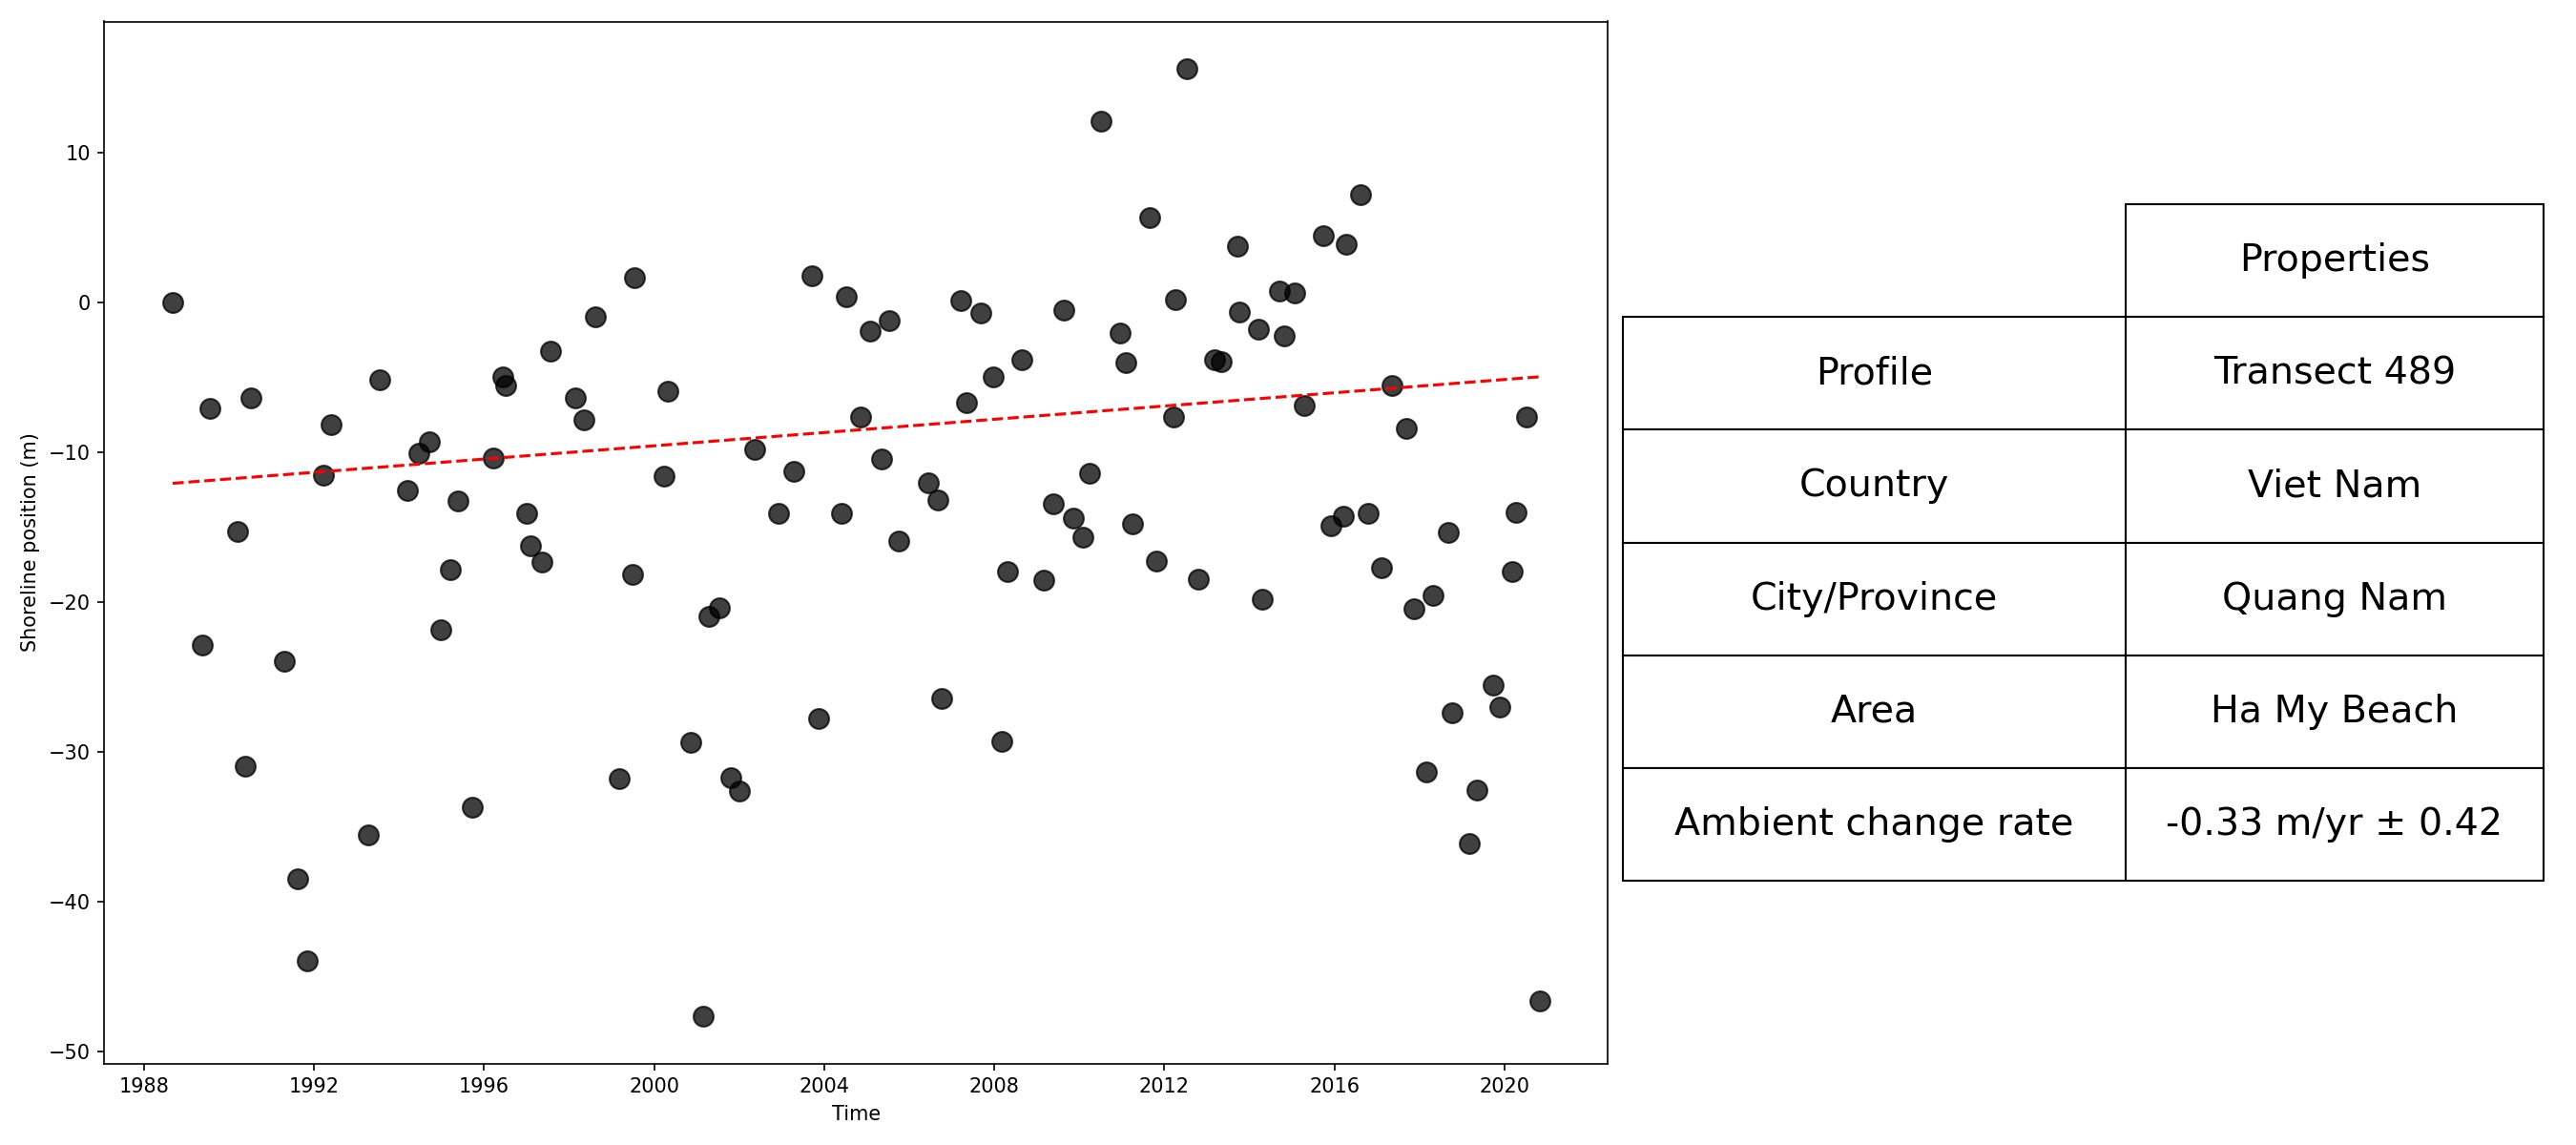 10
0
−10
−20
−30
−40
−50
Shoreline position (m)
1988 1992 1996 2000 2004 2008 2012 2016 2020
Time
Properties
Profile Transect 489
Country Viet Nam
City/Province Quang Nam
Area Ha My Beach
Ambient change rate -0.33 m/yr ± 0.42